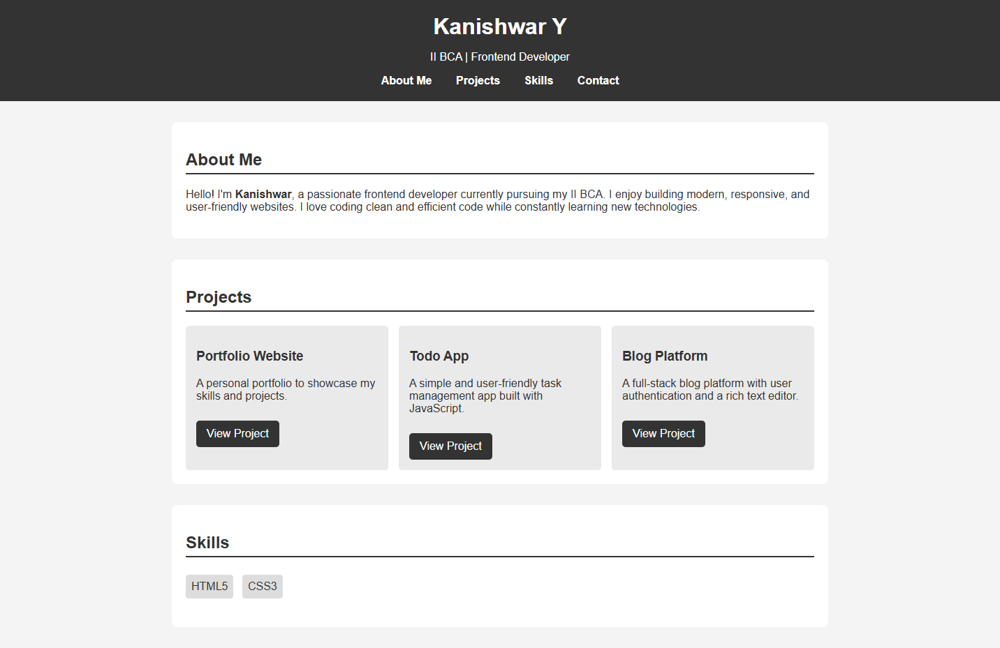 Kanishwar Y
II BCA | Frontend Developer
About Me Projects Skills Contact
About Me
Hello! I'm Kanishwar, a passionate frontend developer currently pursuing my II BCA. I enjoy building modern, responsive, and
user-friendly websites. I love coding clean and efficient code while constantly learning new technologies.
Projects
Portfolio Website
A personal portfolio to showcase my
skills and projects.
View Project
Todo App
A simple and user-friendly task
management app built with
JavaScript.
View Project
Blog Platform
A full-stack blog platform with user
authentication and a rich text editor.
View Project
Skills
HTML5 CSS3